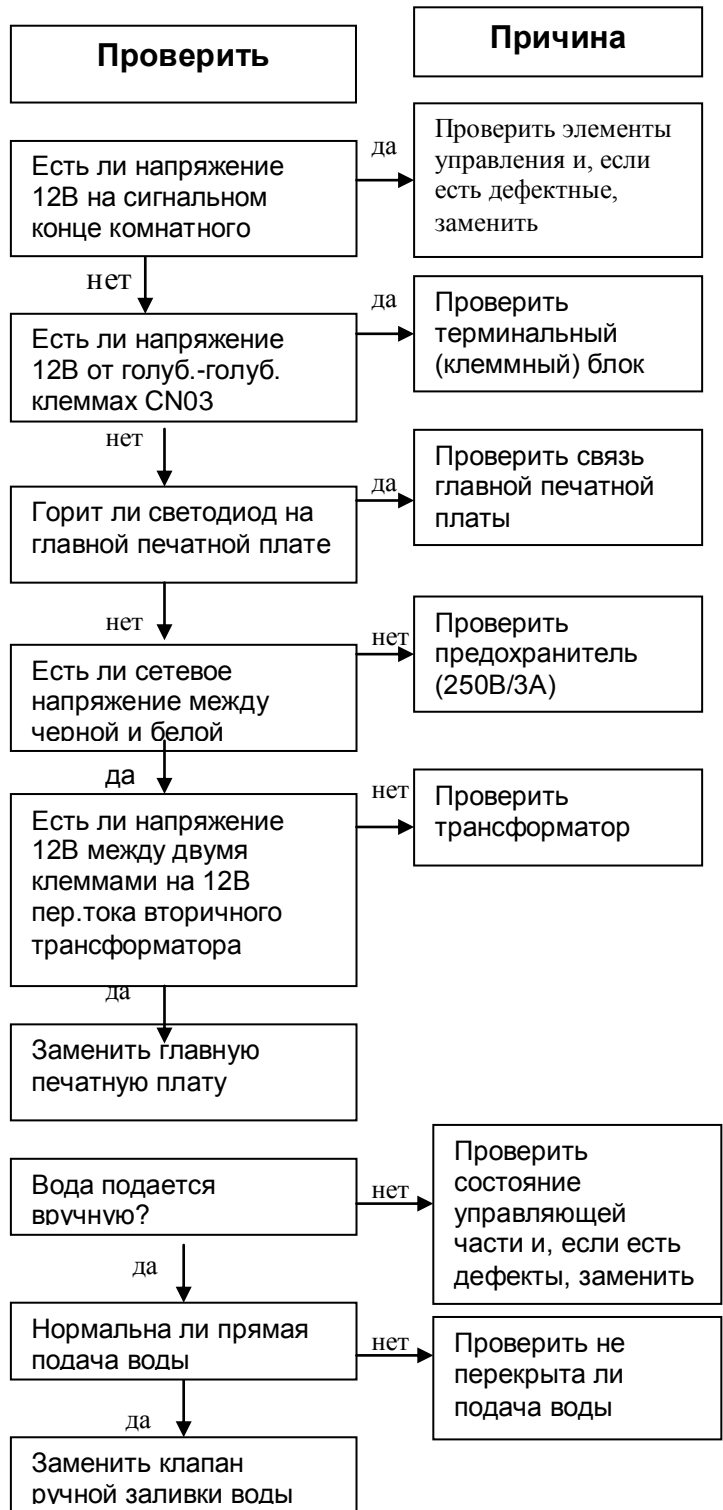 Проверить
Причина
Есть ли напряжение
12В на сигнальном
конце комнатного
да
Проверить элементы
управления и, если
есть дефектные,
заменить
нет
Есть ли напряжение
12В от голуб.-голуб.
клеммах CN03
да
Проверить
терминальный
(клеммный) блок
нет
Горит ли светодиод на
главной печатной плате
да
Проверить связь
главной печатной
платы
нет
Есть ли сетевое
напряжение между
черной и белой
нет
Проверить
предохранитель
(250В/3А)
да
Есть ли напряжение
12В между двумя
клеммами на 12В
пер.тока вторичного
трансформатора
нет
Проверить
трансформатор
да
Заменить главную
печатную плату
Вода подается
вручную?
нет
Проверить
состояние
управляющей
части и, если есть
дефекты, заменить
да
Нормальна ли прямая
подача воды
нет
Проверить не
перекрыта ли
подача воды
да
Заменить клапан
ручной заливки воды